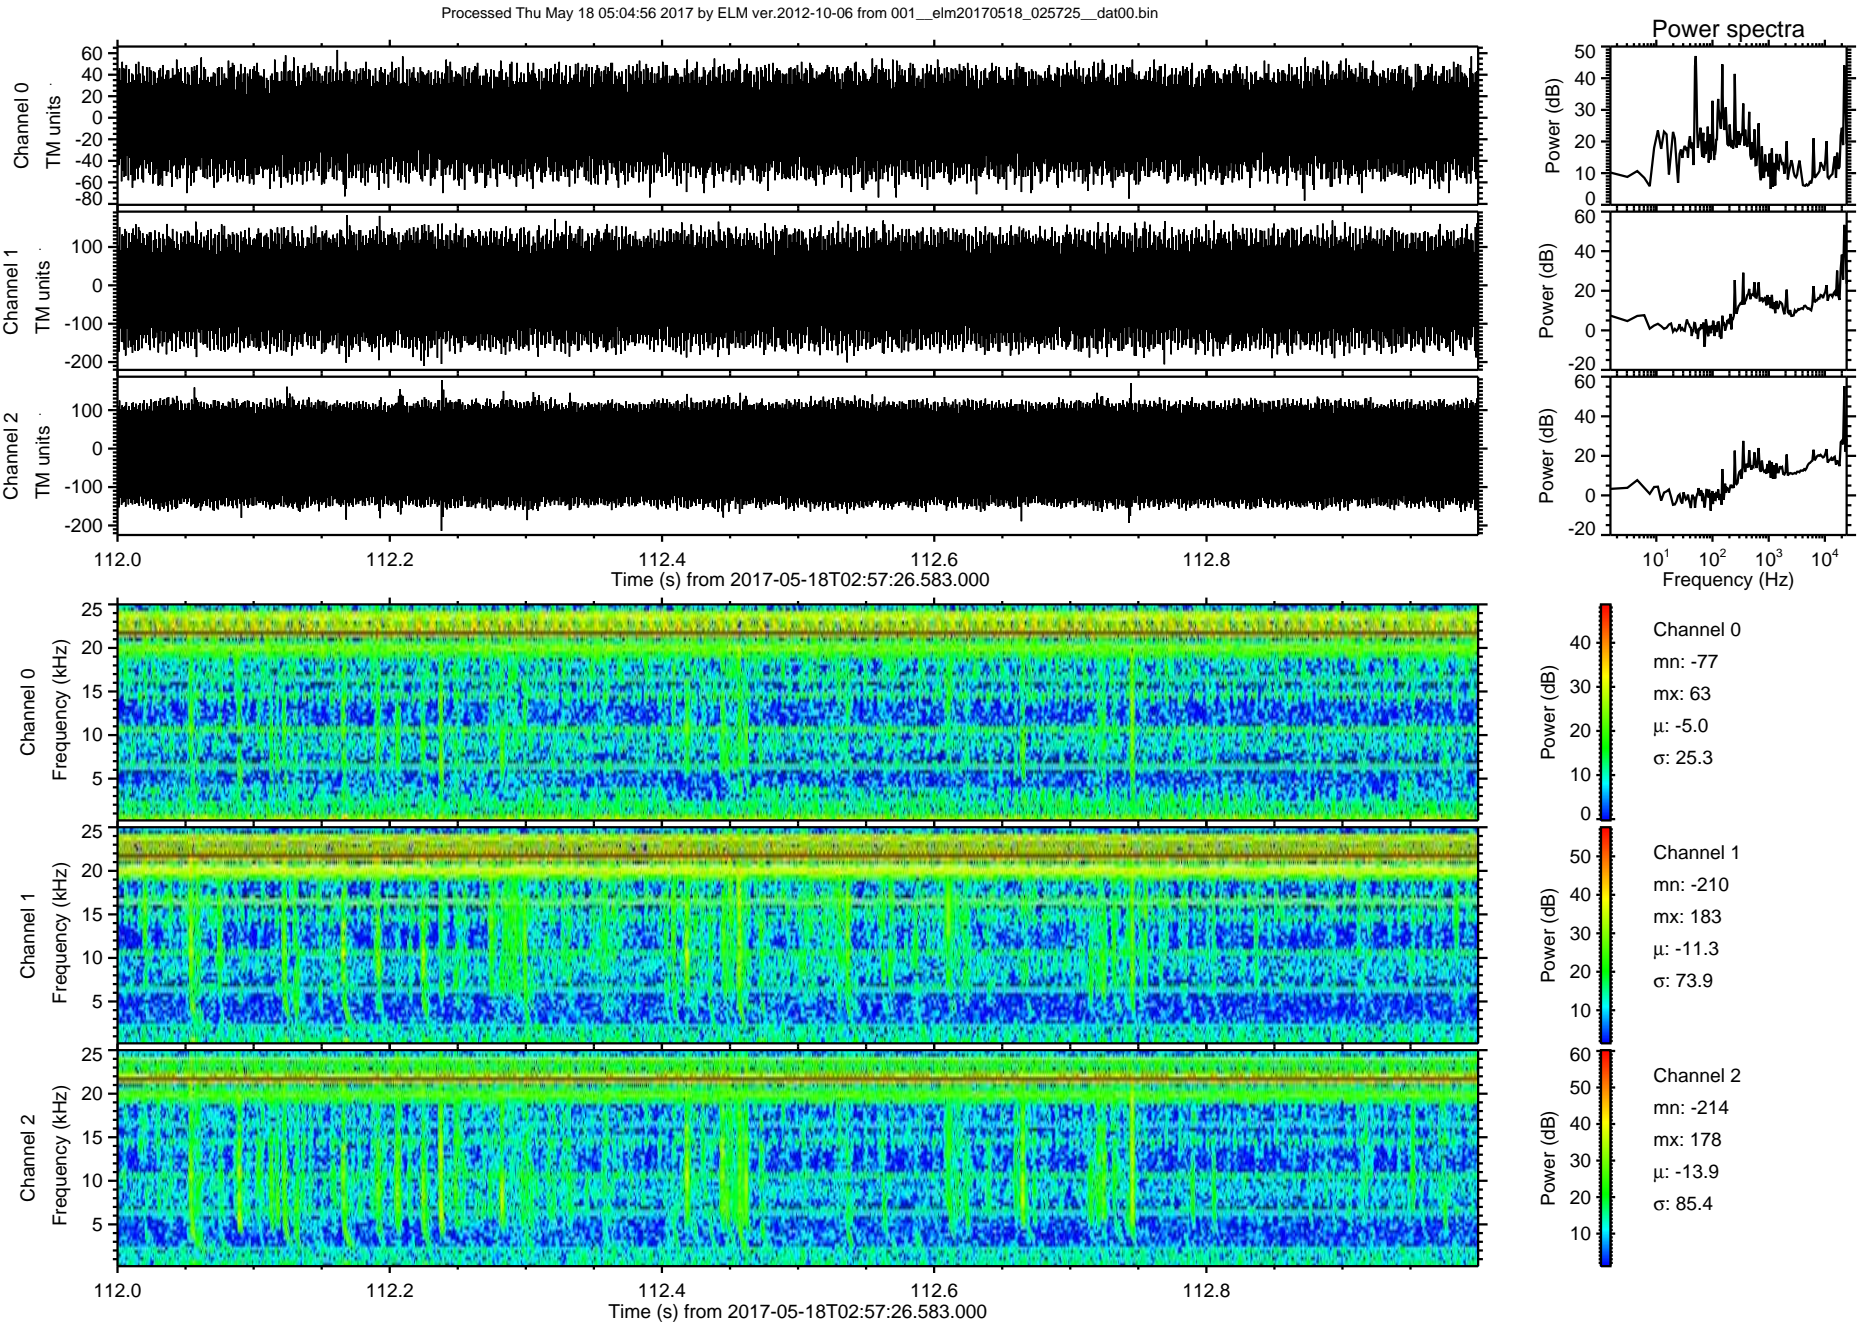 Processed Thu May 18 05:04:56 2017 by ELM ver.2012-10-06 from 001__elm20170518_025725__dat00.bin
Power spectra
Channel 0
TM units
60
40
20
0
-20
-40
-60
-80
Power (dB)
50
40
30
20
10
0
Channel 1
TM units
100
0
-100
-200
Power (dB)
60
40
20
0
-20
Channel 2
TM units
100
0
-100
-200
Power (dB)
60
40
20
0
-20
112.0 112.2 112.4 112.6 112.8
Time (s) from 2017-05-18T02:57:26.583.000
10^1 10^2 10^3 10^4
Frequency (Hz)
Channel 0
Frequency (kHz)
25
20
15
10
5
Power (dB)
40
30
20
10
0
Channel 0
mn: -77
mx: 63
μ: -5.0
σ: 25.3
Channel 1
Frequency (kHz)
25
20
15
10
5
Power (dB)
50
40
30
20
10
Channel 1
mn: -210
mx: 183
μ: -11.3
σ: 73.9
Channel 2
Frequency (kHz)
25
20
15
10
5
Power (dB)
60
50
40
30
20
10
Channel 2
mn: -214
mx: 178
μ: -13.9
σ: 85.4
112.0 112.2 112.4 112.6 112.8
Time (s) from 2017-05-18T02:57:26.583.000